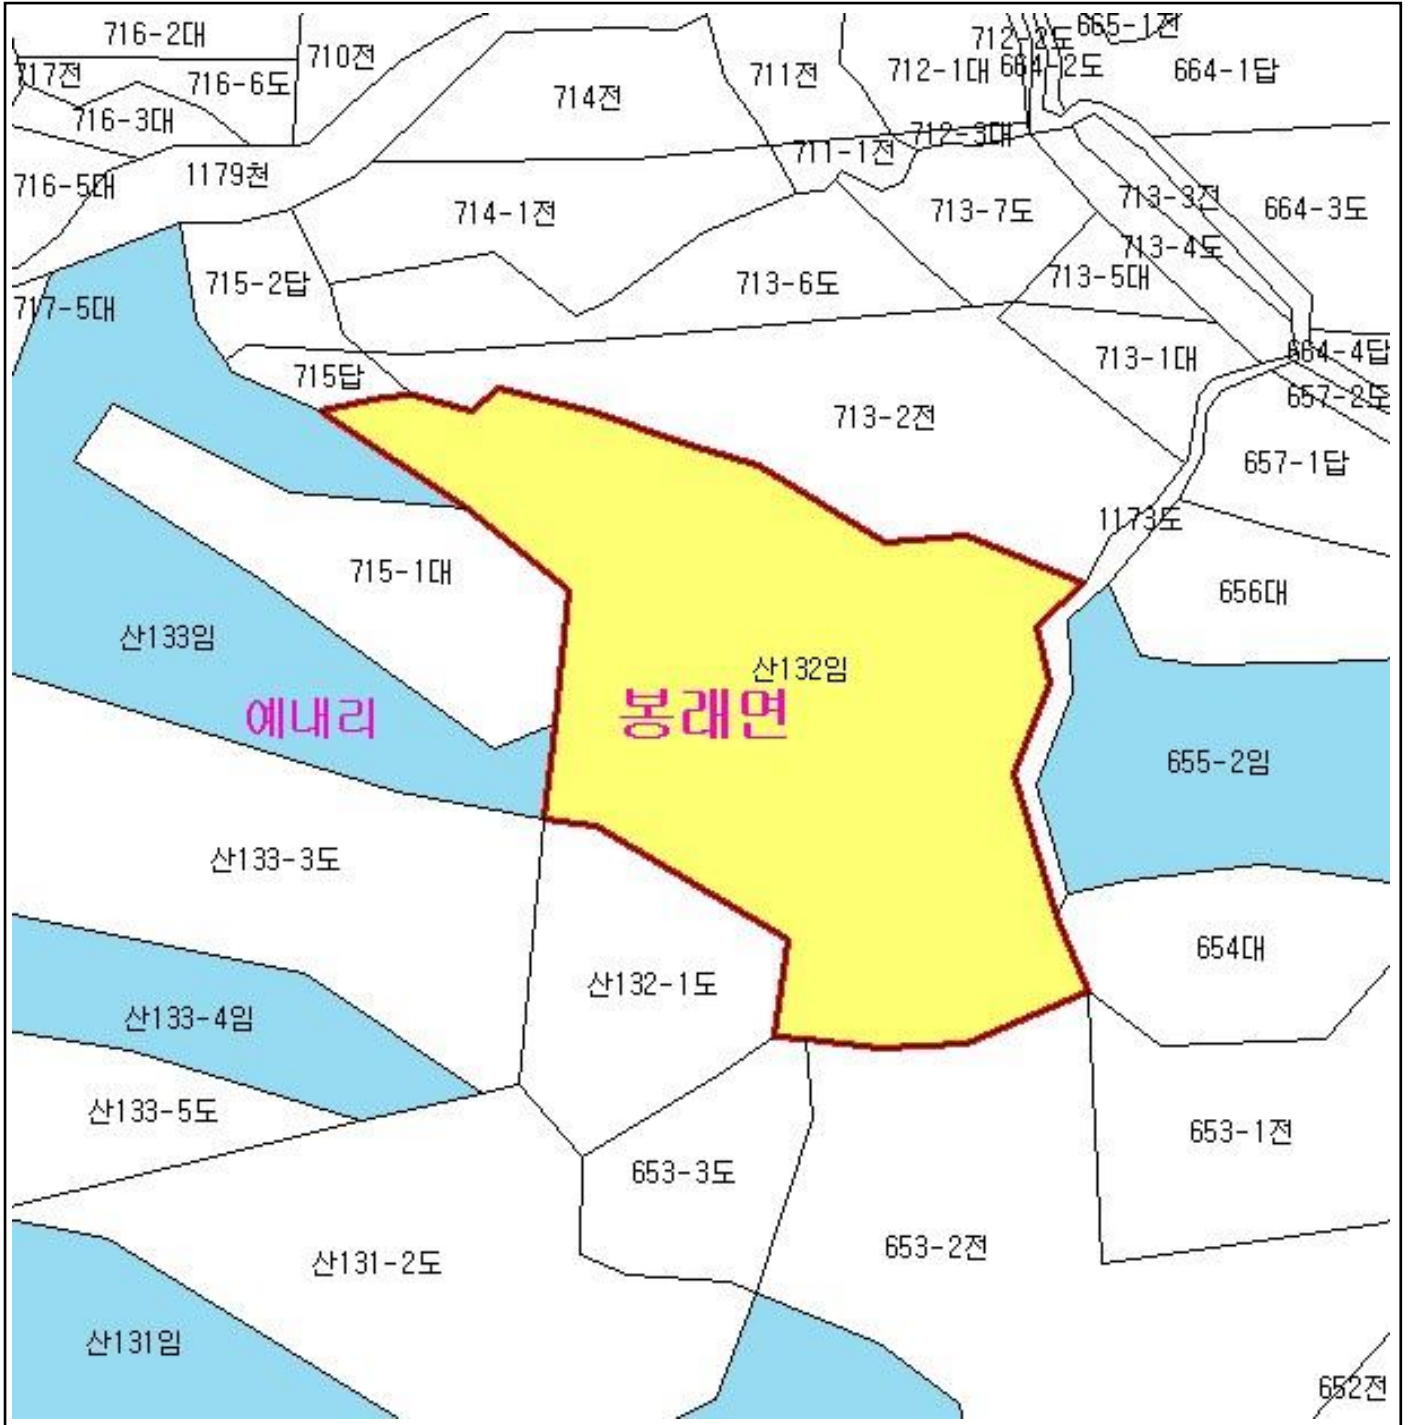 716-2대
710전
712-2도
665-1전
717전
716-6도
714전
711전
712-1대
664-2도
664-1답
716-3대
712-3대
711-1전
716-5대
1179천
714-1전
713-7도
713-3전
664-3도
713-4도
717-5대
715-2답
713-6도
713-5대
715답
713-1대
664-4답
657-2도
713-2전
657-1답
1173도
715-1대
656대
산133임
산132임
예내리
봉래면
655-2임
산133-3도
654대
산132-1도
산133-4임
산133-5도
653-1전
653-3도
653-2전
산131-2도
산131임
652전